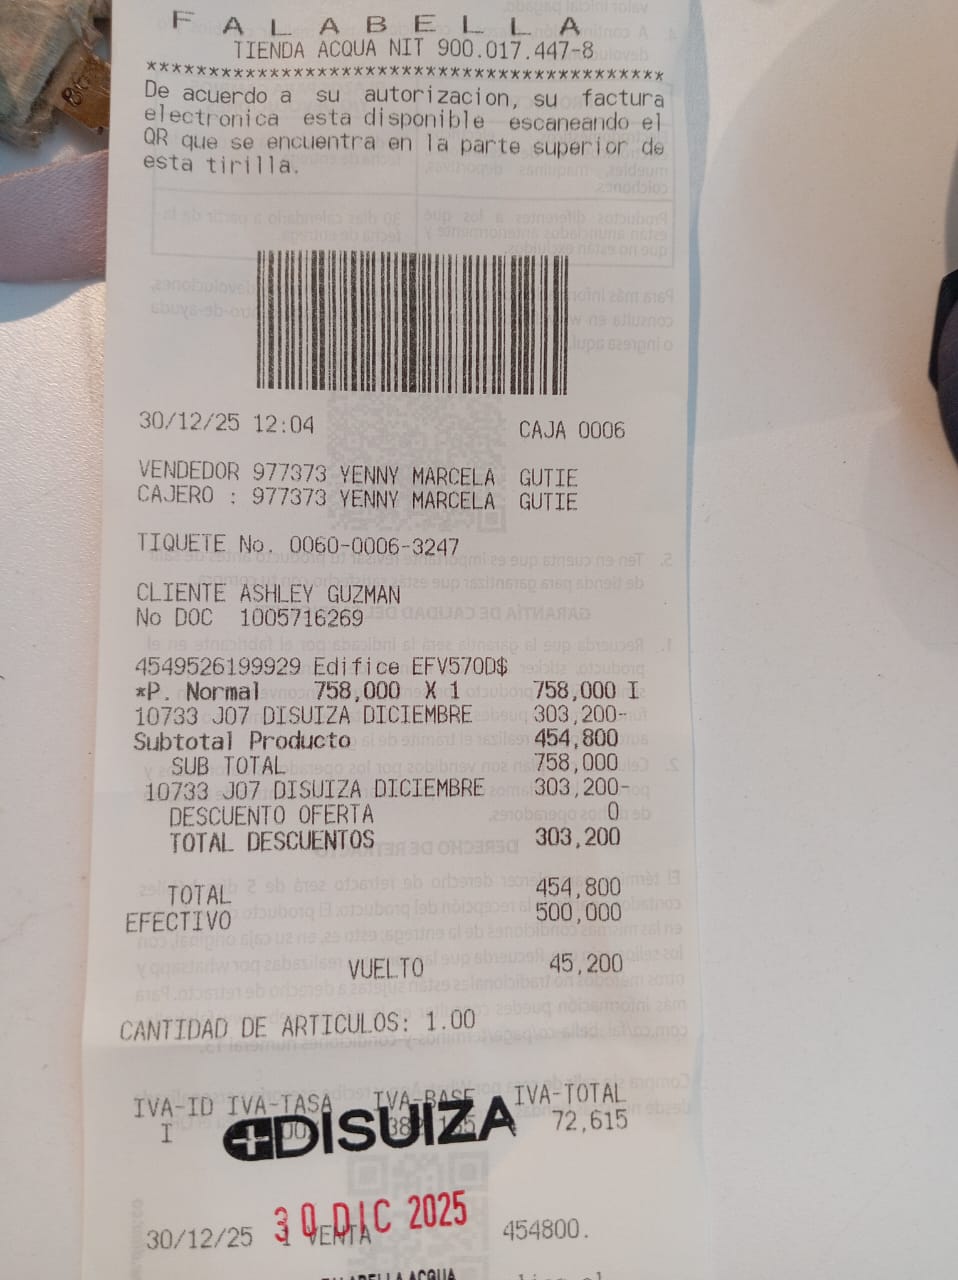 F A L A B E L L A
TIENDA ACQUA NIT 900.017.447-8
******************************************
De acuerdo a su autorizacion, su factura
electronica esta disponible escaneando el
QR que se encuentra en la parte superior de
esta tirilla.
30/12/25 12:04 CAJA 0006
VENDEDOR 977373 YENNY MARCELA GUTIE
CAJERO : 977373 YENNY MARCELA GUTIE
TIQUETE No. 0060-0006-3247
CLIENTE ASHLEY GUZMAN
No DOC 1005716269
4549526199929 Edifice EFV570D$
*P. Normal 758,000 X 1 758,000 I
10733 J07 DISUIZA DICIEMBRE 303,200-
Subtotal Producto 454,800
SUB TOTAL 758,000
10733 J07 DISUIZA DICIEMBRE 303,200-
DESCUENTO OFERTA 0
TOTAL DESCUENTOS 303,200
TOTAL 454,800
EFECTIVO 500,000
VUELTO 45,200
CANTIDAD DE ARTICULOS: 1.00
IVA-ID IVA-TASA IVA-BASE IVA-TOTAL
I 72,615
DISUIZA
30 DIC 2025
30/12/25 1 VENTA 454800.
FALABELLA ACQUA